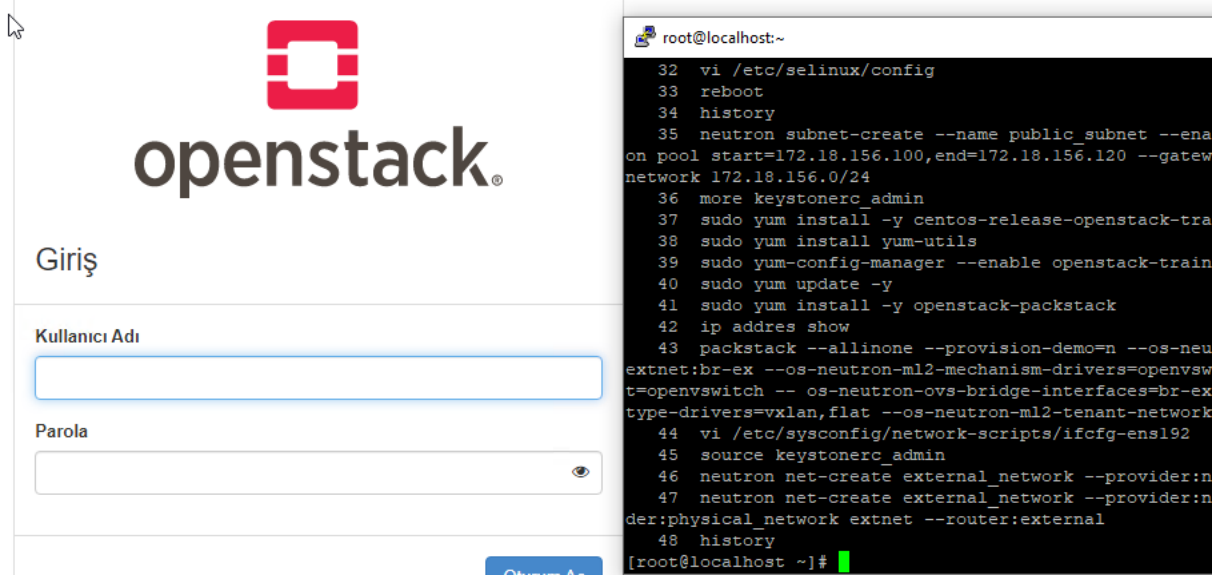 openstack.
Giriş
Kullanıcı Adı
Parola
Oturum Aç
root@localhost:~
32 vi /etc/selinux/config
33 reboot
34 history
35 neutron subnet-create --name public_subnet --ena
on pool start=172.18.156.100,end=172.18.156.120 --gatew
network 172.18.156.0/24
36 more keystonerc_admin
37 sudo yum install -y centos-release-openstack-tra
38 sudo yum install yum-utils
39 sudo yum-config-manager --enable openstack-train
40 sudo yum update -y
41 sudo yum install -y openstack-packstack
42 ip addres show
43 packstack --allinone --provision-demo=n --os-neu
extnet:br-ex --os-neutron-ml2-mechanism-drivers=openvsw
t=openvswitch -- os-neutron-ovs-bridge-interfaces=br-ex
type-drivers=vxlan,flat --os-neutron-ml2-tenant-network
44 vi /etc/sysconfig/network-scripts/ifcfg-ens192
45 source keystonerc_admin
46 neutron net-create external_network --provider:n
47 neutron net-create external_network --provider:n
der:physical_network extnet --router:external
48 history
[root@localhost ~]#